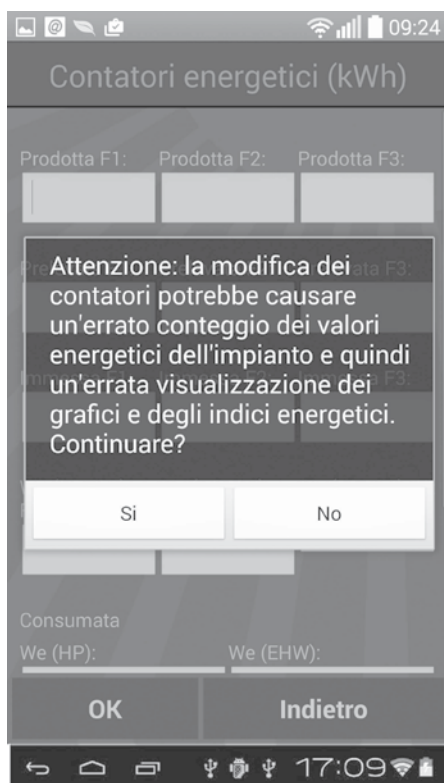 09:24
Contatori energetici (kWh)
Prodotta F1: Prodotta F2: Prodotta F3:
Attenzione: la modifica dei
contatori potrebbe causare
un'errato conteggio dei valori
energetici dell'impianto e quindi
un'errata visualizzazione dei
grafici e degli indici energetici.
Continuare?
Si No
Consumata
We (HP): We (EHW):
OK Indietro
17:09